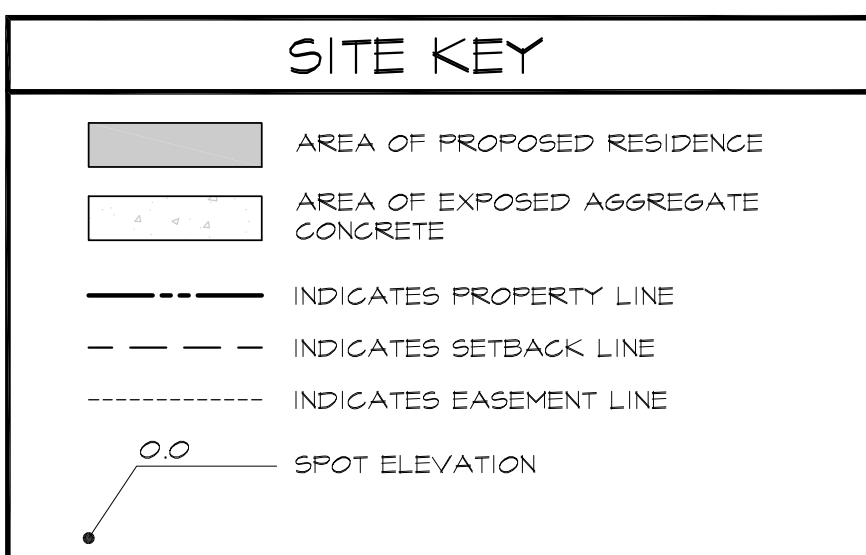 SITE KEY
AREA OF PROPOSED RESIDENCE
AREA OF EXPOSED AGGREGATE
CONCRETE
INDICATES PROPERTY LINE
INDICATES SETBACK LINE
INDICATES EASEMENT LINE
0.0
SPOT ELEVATION